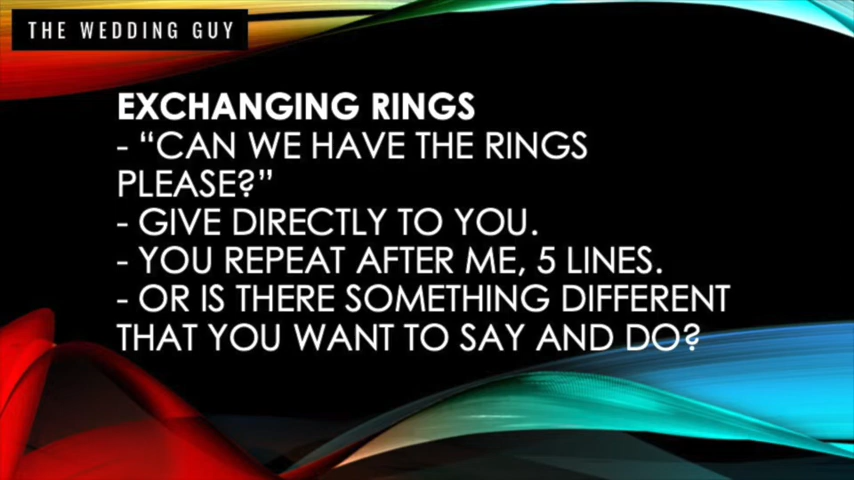 THE WEDDING GUY
EXCHANGING RINGS
- “CAN WE HAVE THE RINGS
PLEASE?”
- GIVE DIRECTLY TO YOU.
- YOU REPEAT AFTER ME, 5 LINES.
- OR IS THERE SOMETHING DIFFERENT
THAT YOU WANT TO SAY AND DO?